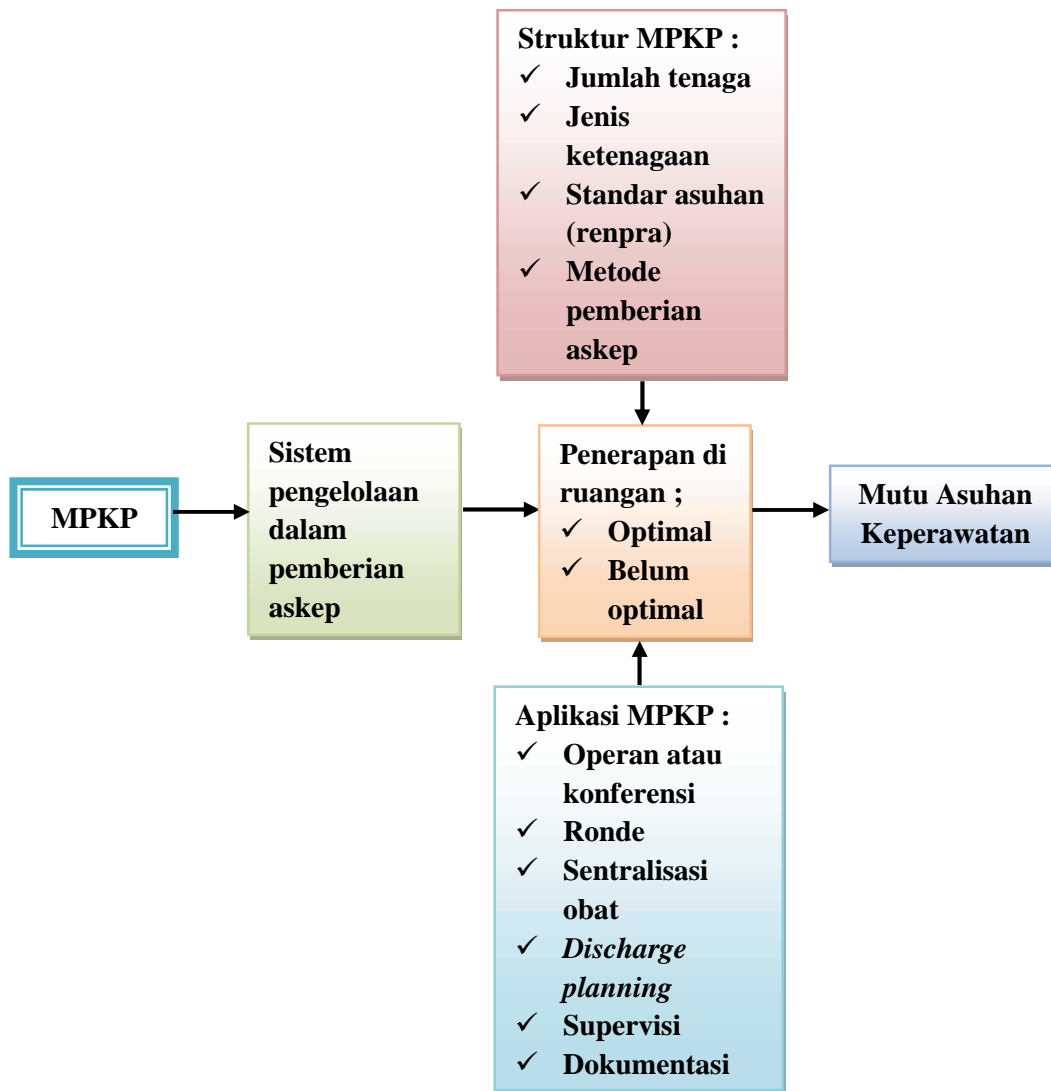 Struktur MPKP :
✓ Jumlah tenaga
✓ Jenis
ketenagaan
✓ Standar asuhan
(renpra)
✓ Metode
pemberian
askep
MPKP
Sistem
pengelolaan
dalam
pemberian
askep
Penerapan di
ruangan ;
✓ Optimal
✓ Belum
optimal
Mutu Asuhan
Keperawatan
Aplikasi MPKP :
✓ Operan atau
konferensi
✓ Ronde
✓ Sentralisasi
obat
✓ Discharge
planning
✓ Supervisi
✓ Dokumentasi